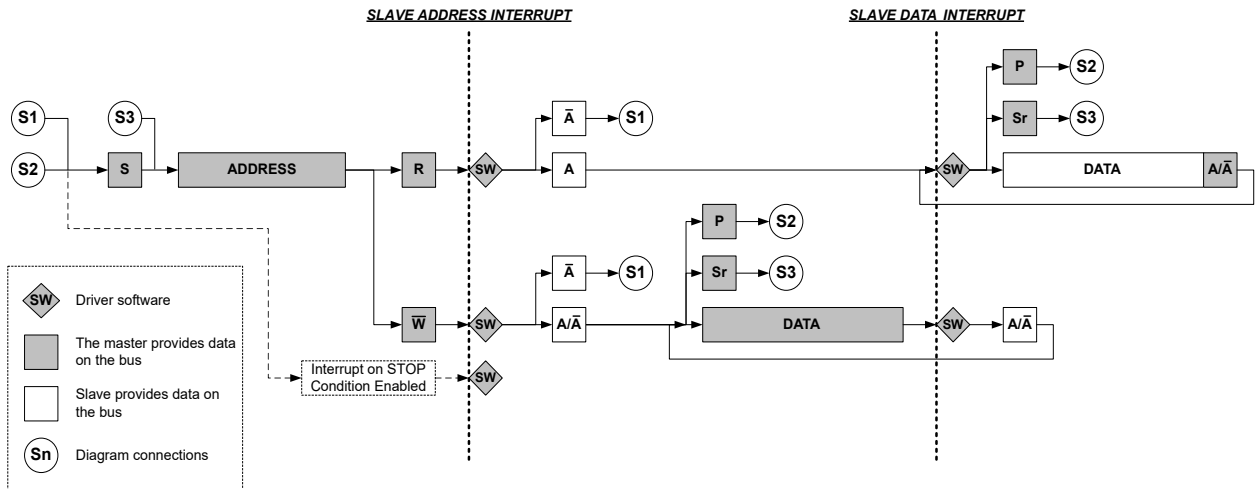 SLAVE ADDRESS INTERRUPT
SLAVE DATA INTERRUPT
P
S2
S1
S3
A̅
S1
Sr
S3
S2
S
ADDRESS
R
SW
A
SW
DATA
A/A̅
P
S2
A̅
S1
Sr
S3
W̅
SW
A/A̅
DATA
SW
A/A̅
Interrupt on STOP
Condition Enabled
SW
SW
Driver software
The master provides data
on the bus
Slave provides data on
the bus
Sn
Diagram connections